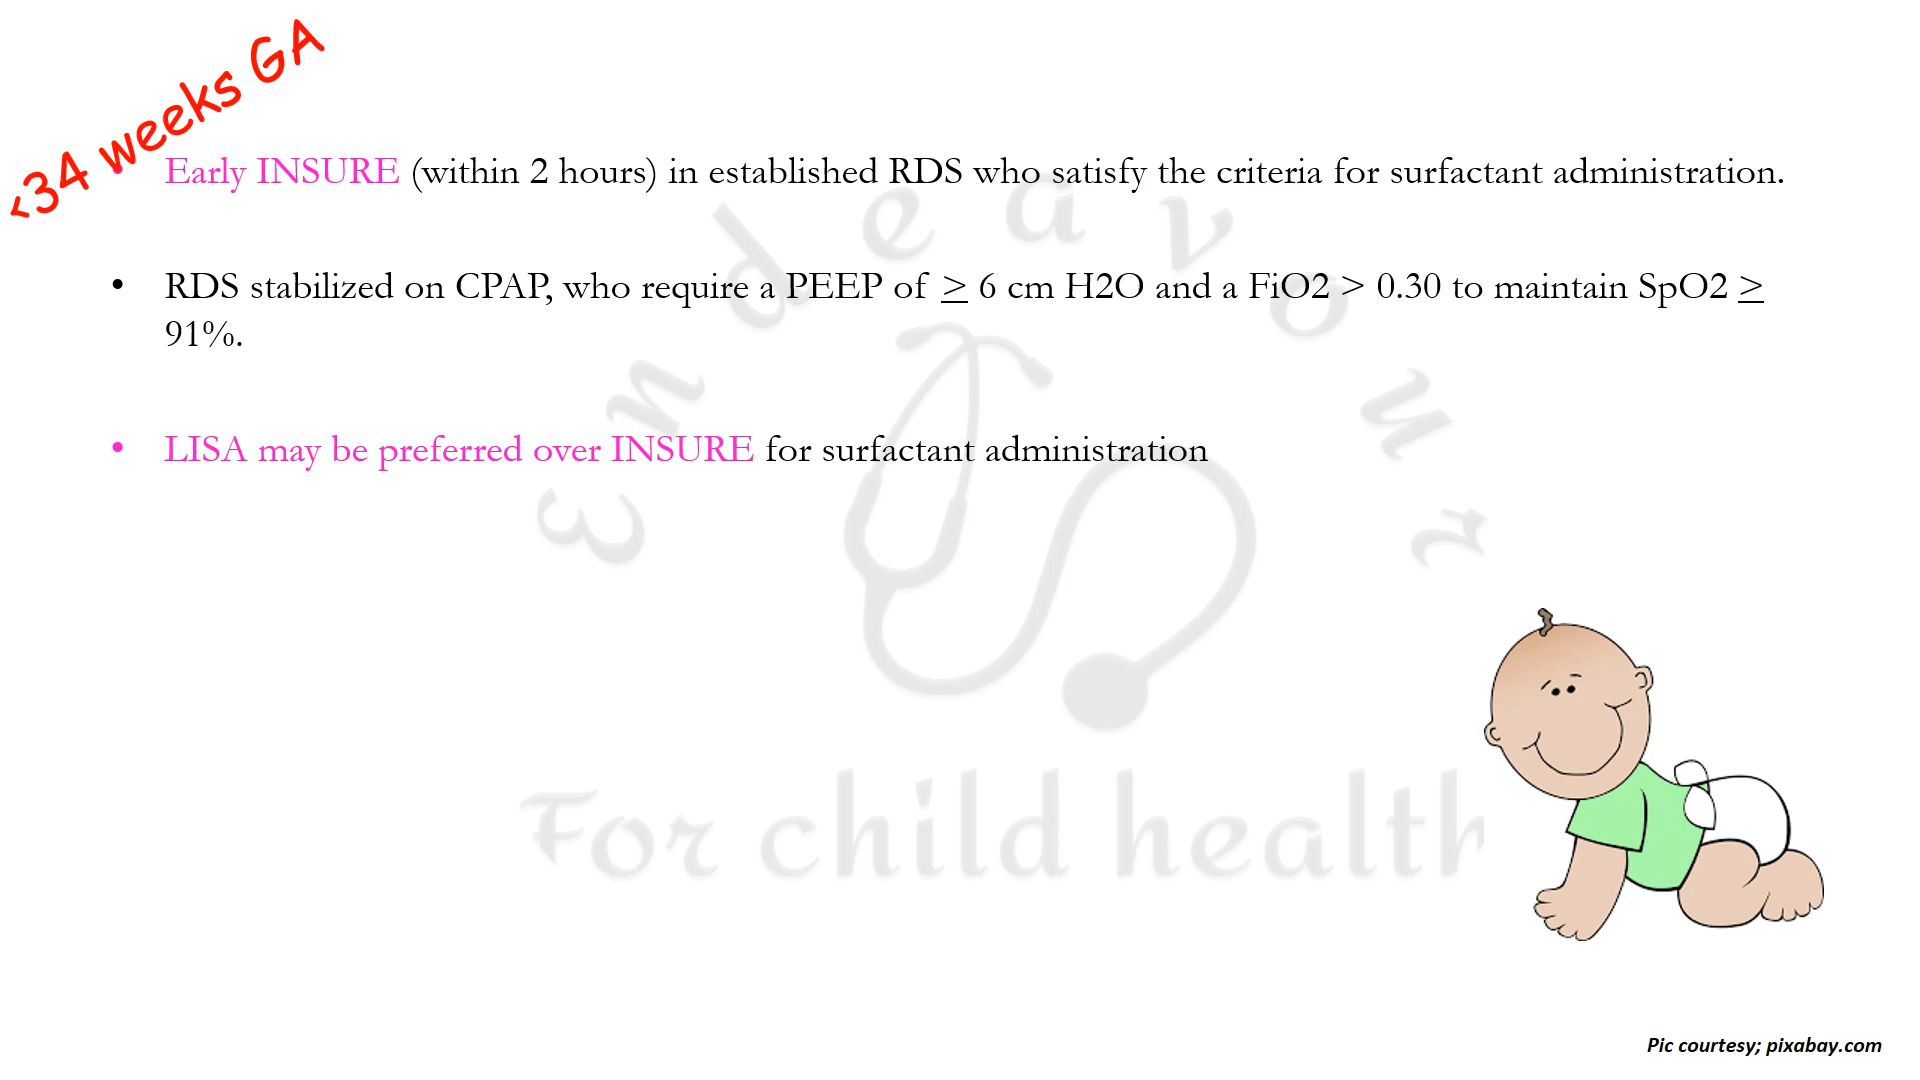 <34 weeks GA
• Early INSURE (within 2 hours) in established RDS who satisfy the criteria for surfactant administration.
• RDS stabilized on CPAP, who require a PEEP of ≥ 6 cm H2O and a FiO2 > 0.30 to maintain SpO2 ≥
91%.
• LISA may be preferred over INSURE for surfactant administration
Endeavour
For child health
Pic courtesy; pixabay.com